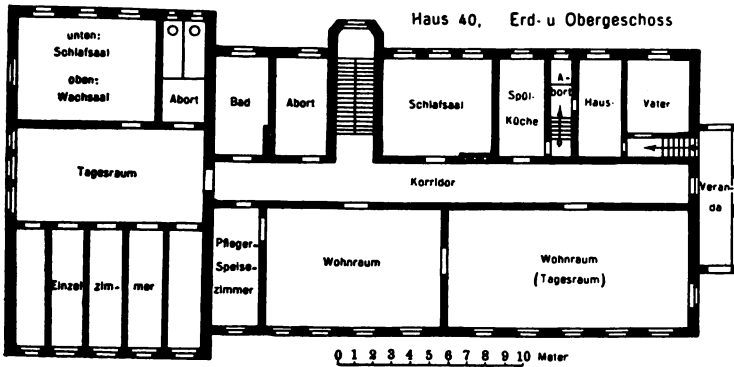 Haus 40, Erd- u Obergeschoss
unten:
Schlafsaal
oben:
Wachsaal
Abort
Bad
Abort
Schlafsaal
Spül-
Küche
A-
bort
Haus-
Vater
Tagesraum
Korridor
Veran-
da
Einzel zim- mer
Pfleger-
Speise-
zimmer
Wohnraum
Wohnraum
(Tagesraum)
0 1 2 3 4 5 6 7 8 9 10 Meter